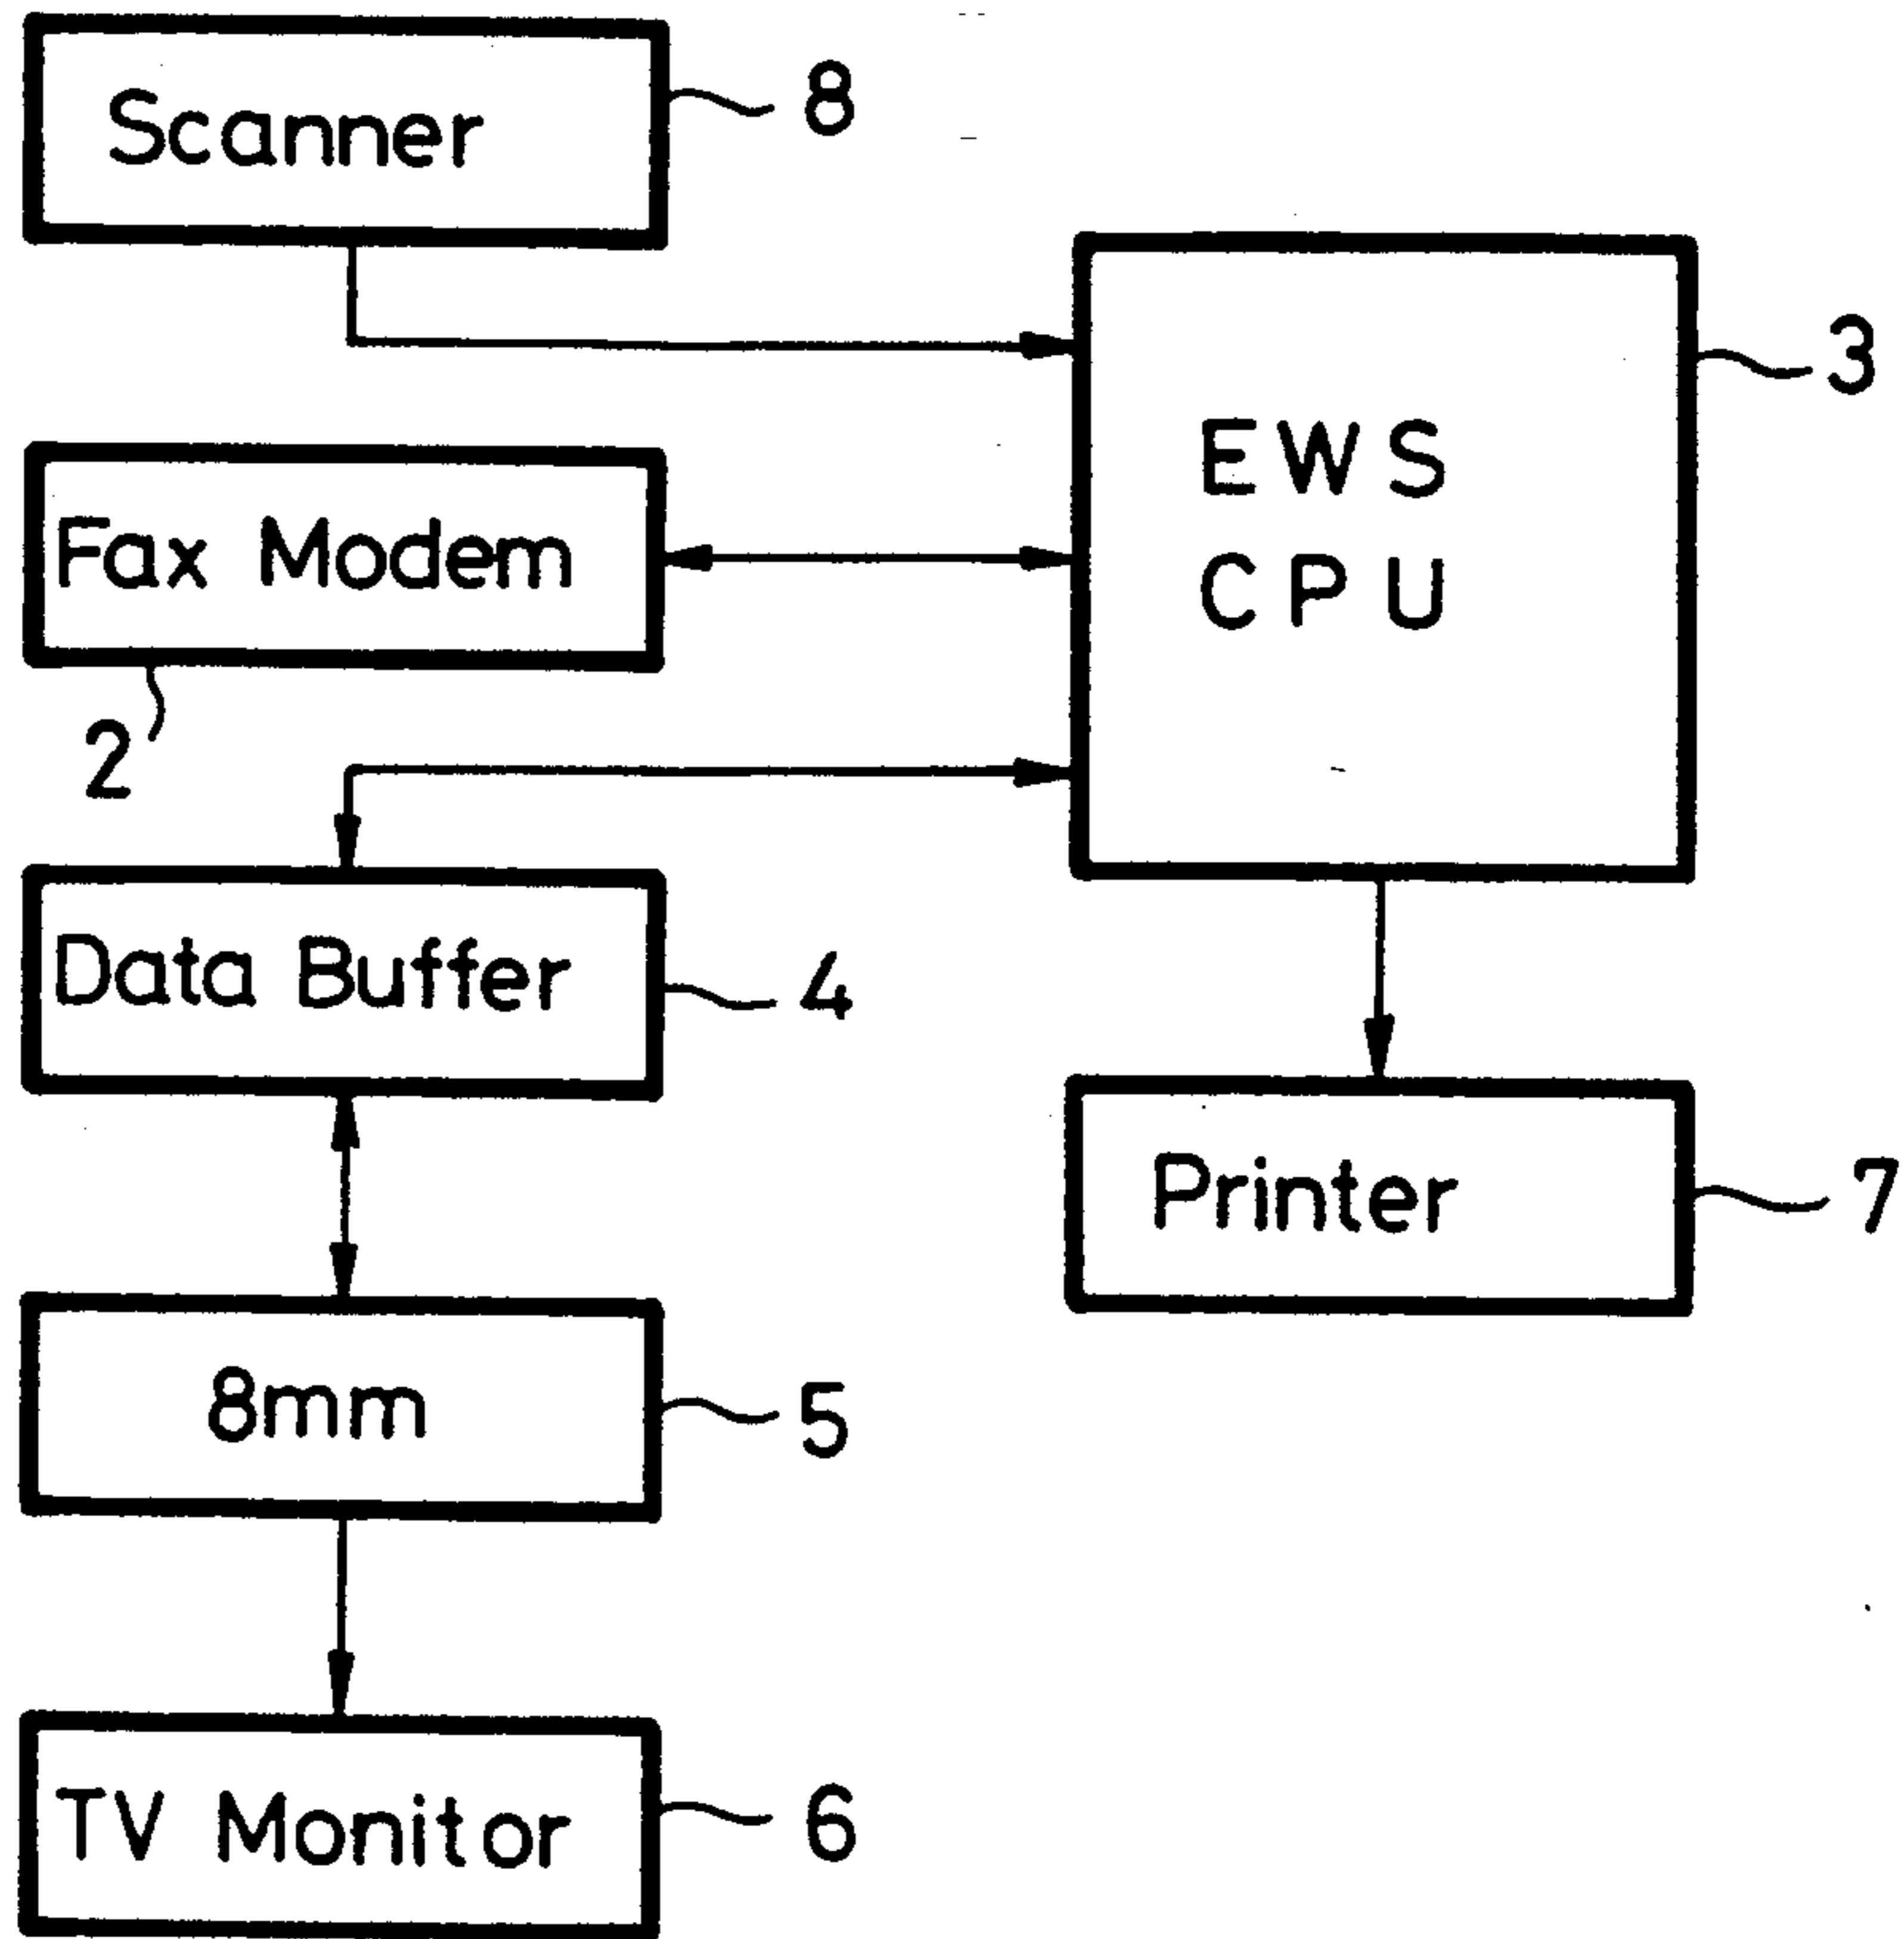 Scanner
8
EWS
CPU
3
Fax Modem
2
Data Buffer
4
Printer
7
8mm
5
TV Monitor
6